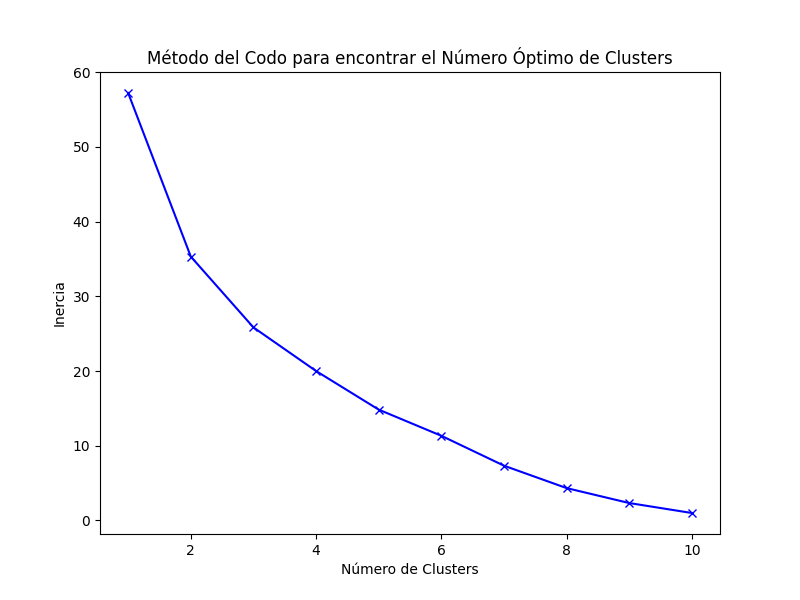 Método del Codo para encontrar el Número Óptimo de Clusters
60
50
40
30
20
10
0
Inercia
2 4 6 8 10
Número de Clusters